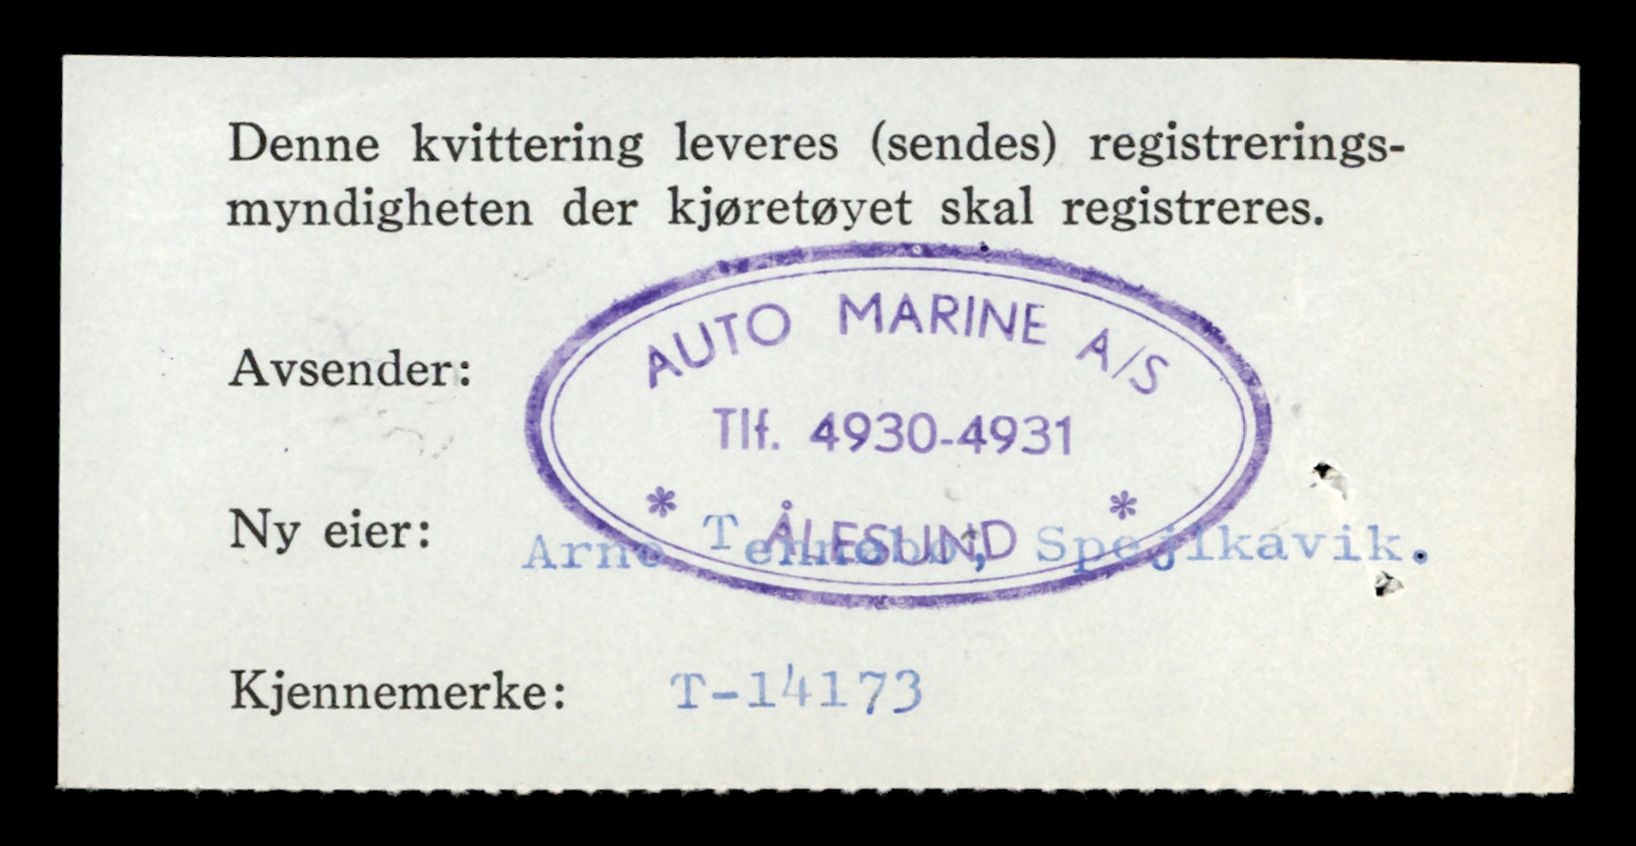 Denne kvittering leveres (sendes) registrerings-
myndigheten der kjøretøyet skal registreres.
Avsender:
AUTO MARINE A/S
Tlf. 4930-4931
* ÅLESUND *
Ny eier: Arne Spejlkavik.
Kjennemerke: T-14173